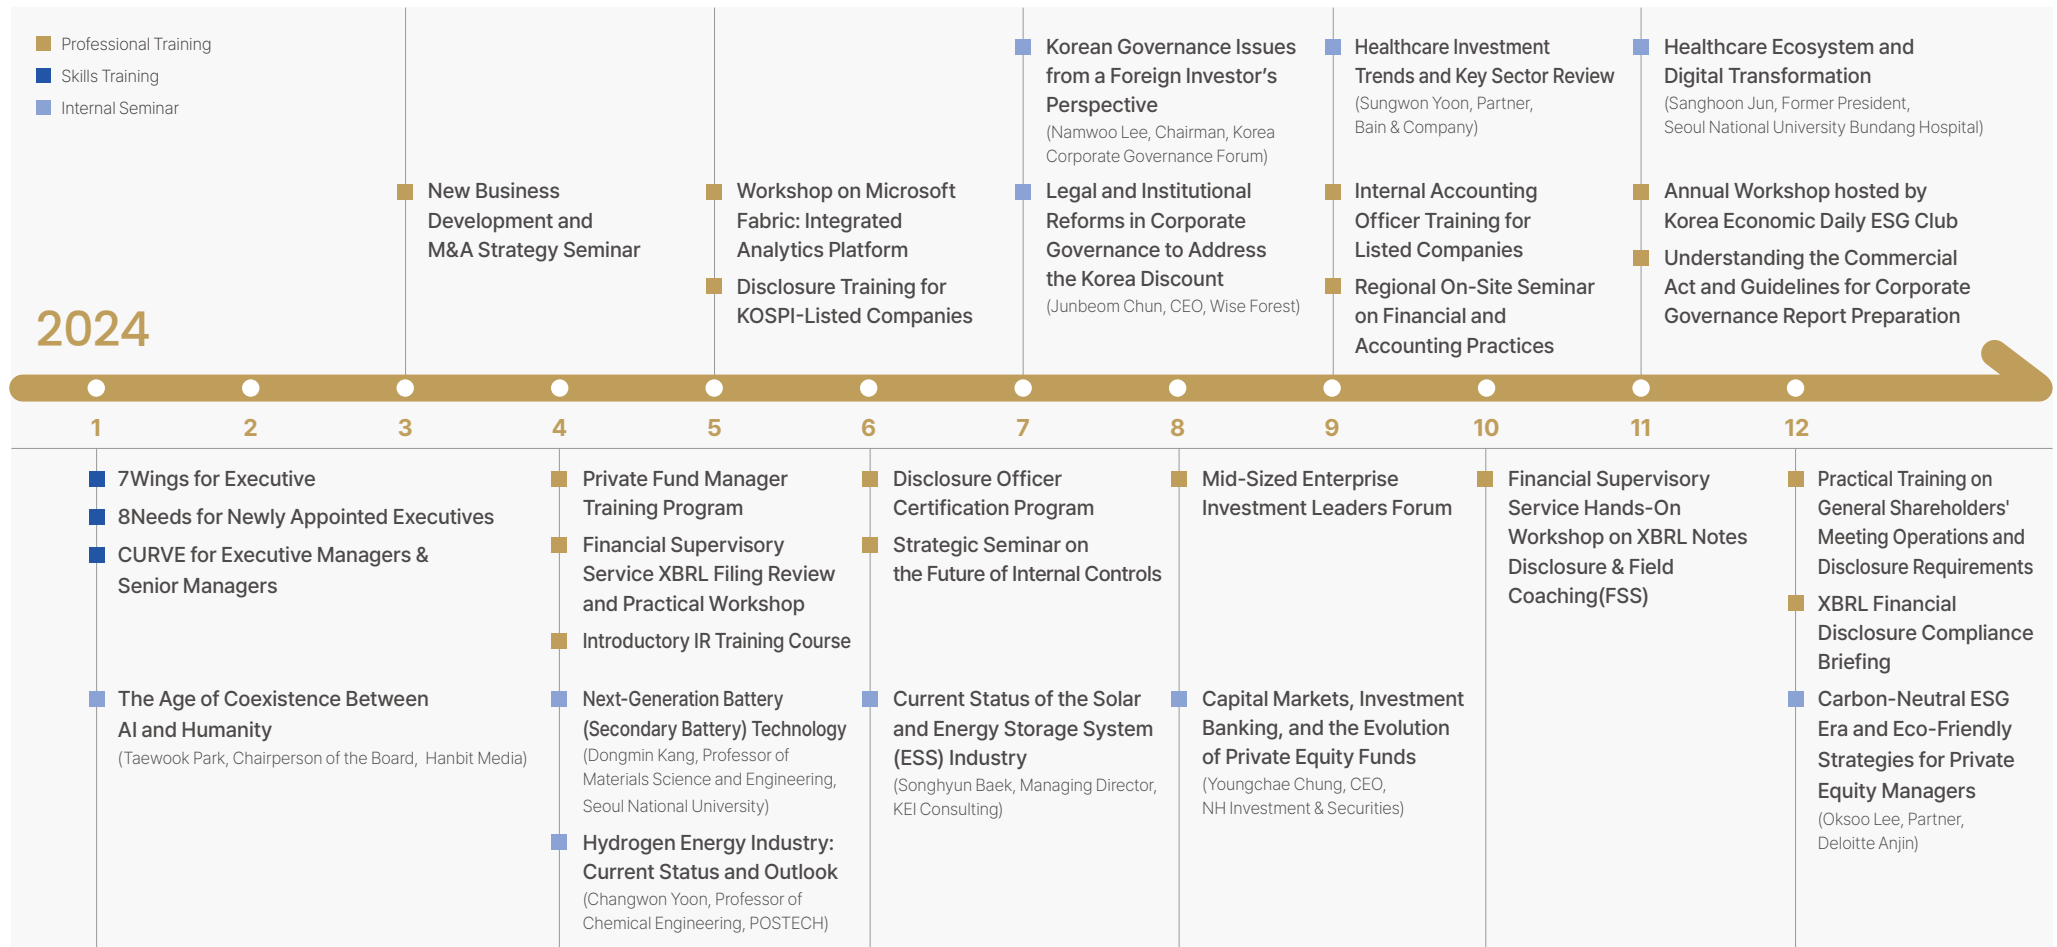 Professional Training
Skills Training
Internal Seminar
2024
New Business
Development and
M&A Strategy Seminar
Workshop on Microsoft
Fabric: Integrated
Analytics Platform
Disclosure Training for
KOSPI-Listed Companies
Korean Governance Issues
from a Foreign Investor’s
Perspective
(Namwoo Lee, Chairman, Korea
Corporate Governance Forum)
Legal and Institutional
Reforms in Corporate
Governance to Address
the Korea Discount
(Junbeom Chun, CEO, Wise Forest)
Healthcare Investment
Trends and Key Sector Review
(Sungwon Yoon, Partner,
Bain & Company)
Internal Accounting
Officer Training for
Listed Companies
Regional On-Site Seminar
on Financial and
Accounting Practices
Healthcare Ecosystem and
Digital Transformation
(Sanghoon Jun, Former President,
Seoul National University Bundang Hospital)
Annual Workshop hosted by
Korea Economic Daily ESG Club
Understanding the Commercial
Act and Guidelines for Corporate
Governance Report Preparation
1 2 3 4 5 6 7 8 9 10 11 12
7Wings for Executive
8Needs for Newly Appointed Executives
CURVE for Executive Managers &
Senior Managers
The Age of Coexistence Between
AI and Humanity
(Taewook Park, Chairperson of the Board, Hanbit Media)
Private Fund Manager
Training Program
Financial Supervisory
Service XBRL Filing Review
and Practical Workshop
Introductory IR Training Course
Next-Generation Battery
(Secondary Battery) Technology
(Dongmin Kang, Professor of
Materials Science and Engineering,
Seoul National University)
Hydrogen Energy Industry:
Current Status and Outlook
(Changwon Yoon, Professor of
Chemical Engineering, POSTECH)
Disclosure Officer
Certification Program
Strategic Seminar on
the Future of Internal Controls
Current Status of the Solar
and Energy Storage System
(ESS) Industry
(Songhyun Baek, Managing Director,
KEI Consulting)
Mid-Sized Enterprise
Investment Leaders Forum
Capital Markets, Investment
Banking, and the Evolution
of Private Equity Funds
(Youngchae Chung, CEO,
NH Investment & Securities)
Financial Supervisory
Service Hands-On
Workshop on XBRL Notes
Disclosure & Field
Coaching(FSS)
Practical Training on
General Shareholders'
Meeting Operations and
Disclosure Requirements
XBRL Financial
Disclosure Compliance
Briefing
Carbon-Neutral ESG
Era and Eco-Friendly
Strategies for Private
Equity Managers
(Oksoo Lee, Partner,
Deloitte Anjin)